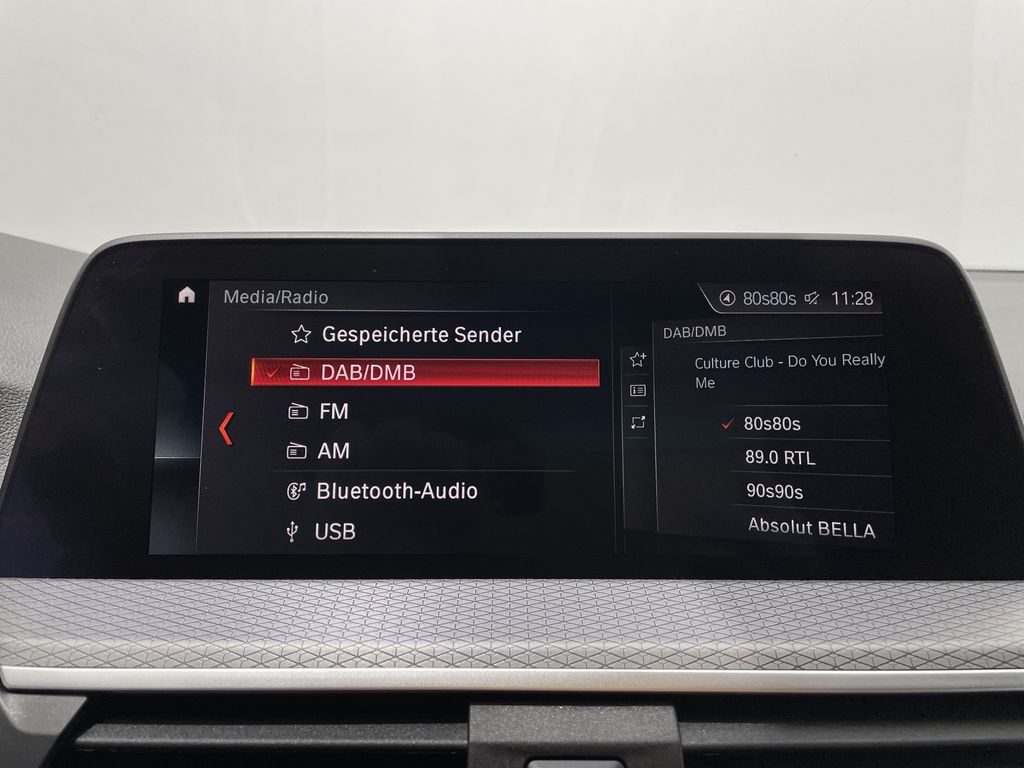 Media/Radio
Gespeicherte Sender
DAB/DMB
FM
AM
Bluetooth-Audio
USB
80s80s 11:28
DAB/DMB
Culture Club - Do You Really
Me
80s80s
89.0 RTL
90s90s
Absolut BELLA